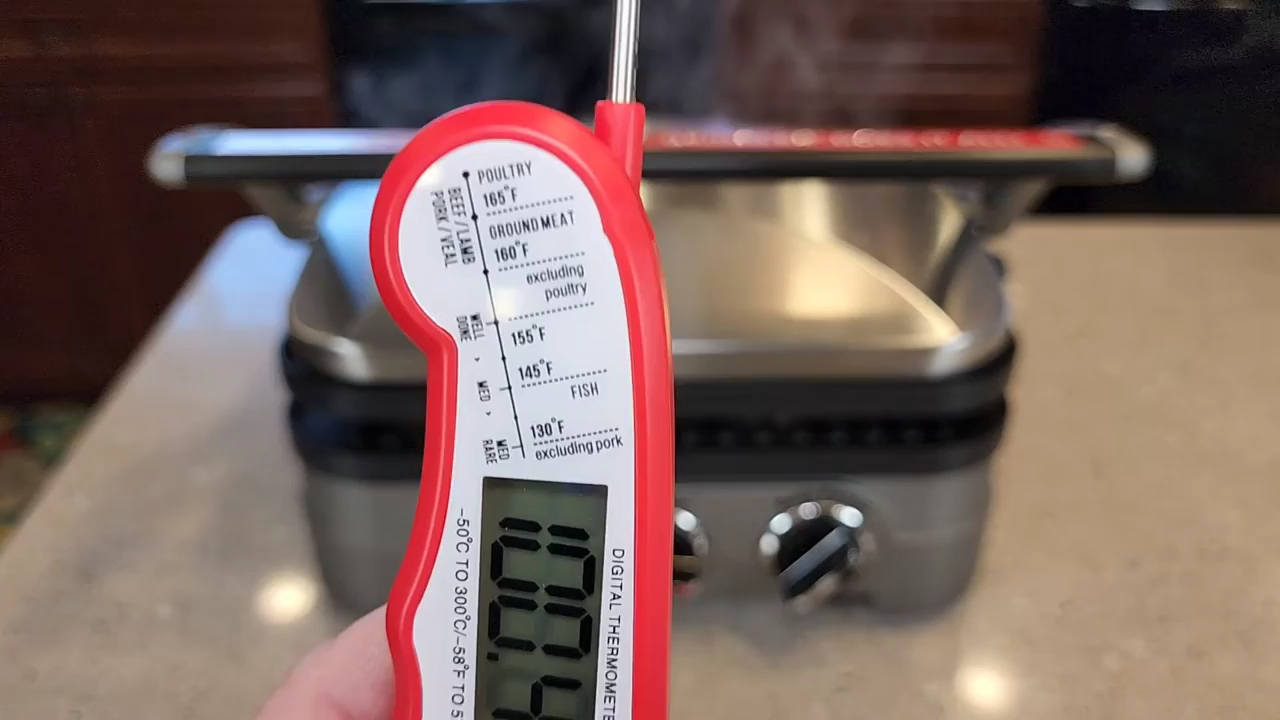 POULTRY
165°F
BEEF / LAMB
PORK / VEAL
GROUND MEAT
160°F
excluding
poultry
WELL
DONE
155°F
145°F
MED
FISH
130°F
MED
RARE
excluding pork
-50°C TO 300°C/-58°F TO 5
DIGITAL THERMOMETE